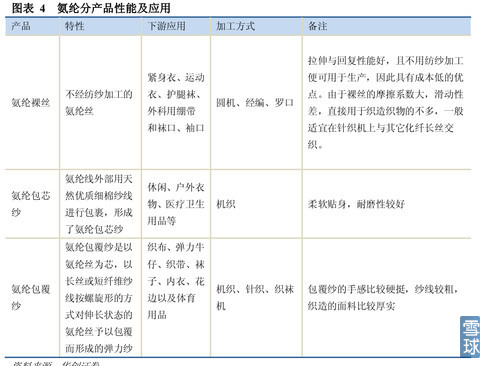 图表 4 氨纶分产品性能及应用
产品 特性 下游应用 加工方式 备注
氨纶裸丝
不经纺纱加工的
氨纶丝
紧身衣、运动
衣、护腿袜、
外科用绷带
和袜口、袖口
圆机、经编、罗口
拉伸与回复性能好，且不用纺纱加工
便可用于生产，因此具有成本低的优
点。由于裸丝的摩擦系数大，滑动性
差，直接用于织造织物的不多，一般
适宜在针织机上与其它化纤长丝交
织。
氨纶包芯
纱
氨纶线外部用天
然优质细棉纱线
进行包裹，形成
了氨纶包芯纱
休闲、户外衣
物、医疗卫生
用品等
机织
柔软贴身，耐磨性较好
氨纶包覆
纱
氨纶包覆纱是以
氨纶丝为芯，以
长丝或短纤维纱
线按螺旋形的方
式对伸长状态的
氨纶丝予以包覆
而形成的弹力纱
织布、弹力牛
仔、织带、袜
子、内衣、花
边以及体育
用品
机织、针织、织袜
机
包覆纱的手感比较硬挺，纱线较粗，
织造的面料比较厚实
资料来源 华创证券
雪球